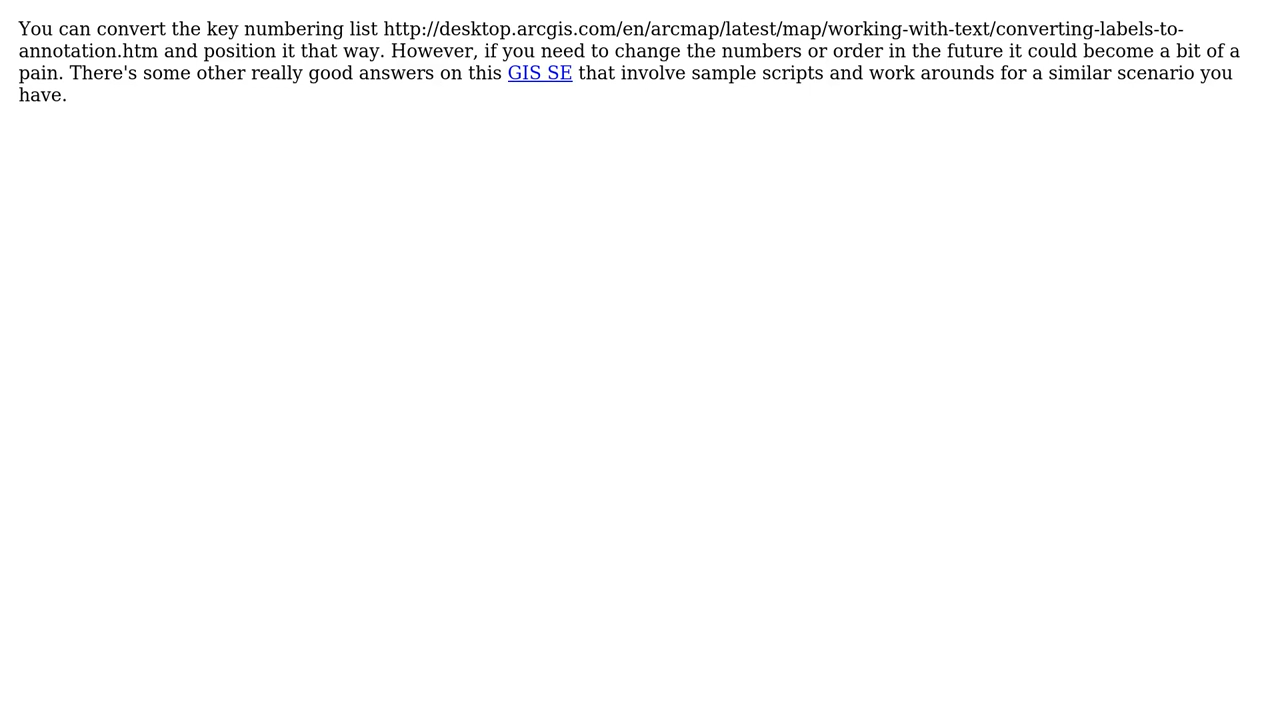 You can convert the key numbering list http://desktop.arcgis.com/en/arcmap/latest/map/working-with-text/converting-labels-to-
annotation.htm and position it that way. However, if you need to change the numbers or order in the future it could become a bit of a
pain. There's some other really good answers on this GIS SE that involve sample scripts and work arounds for a similar scenario you
have.